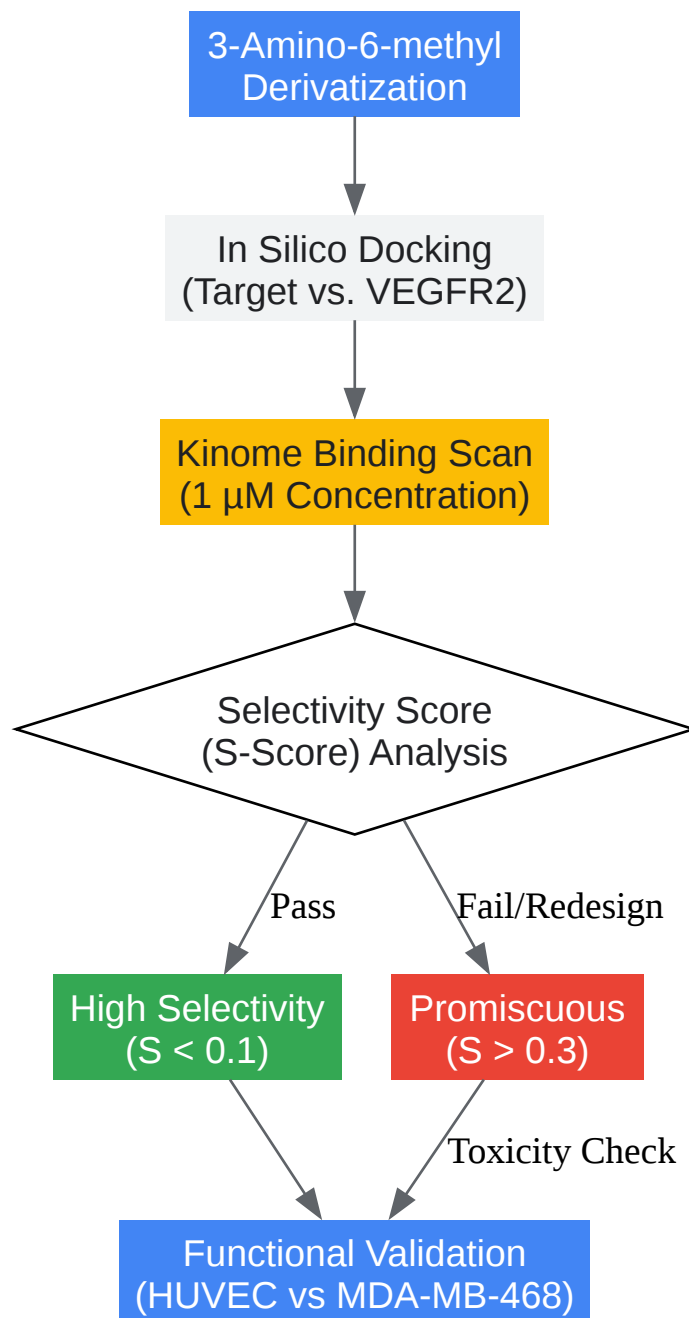 3-Amino-6-methyl
Derivatization
In Silico Docking
(Target vs. VEGFR2)
Kinome Binding Scan
(1 µM Concentration)
Selectivity Score
(S-Score) Analysis
Pass
Fail/Redesign
High Selectivity
(S < 0.1)
Promiscuous
(S > 0.3)
Toxicity Check
Functional Validation
(HUVEC vs MDA-MB-468)